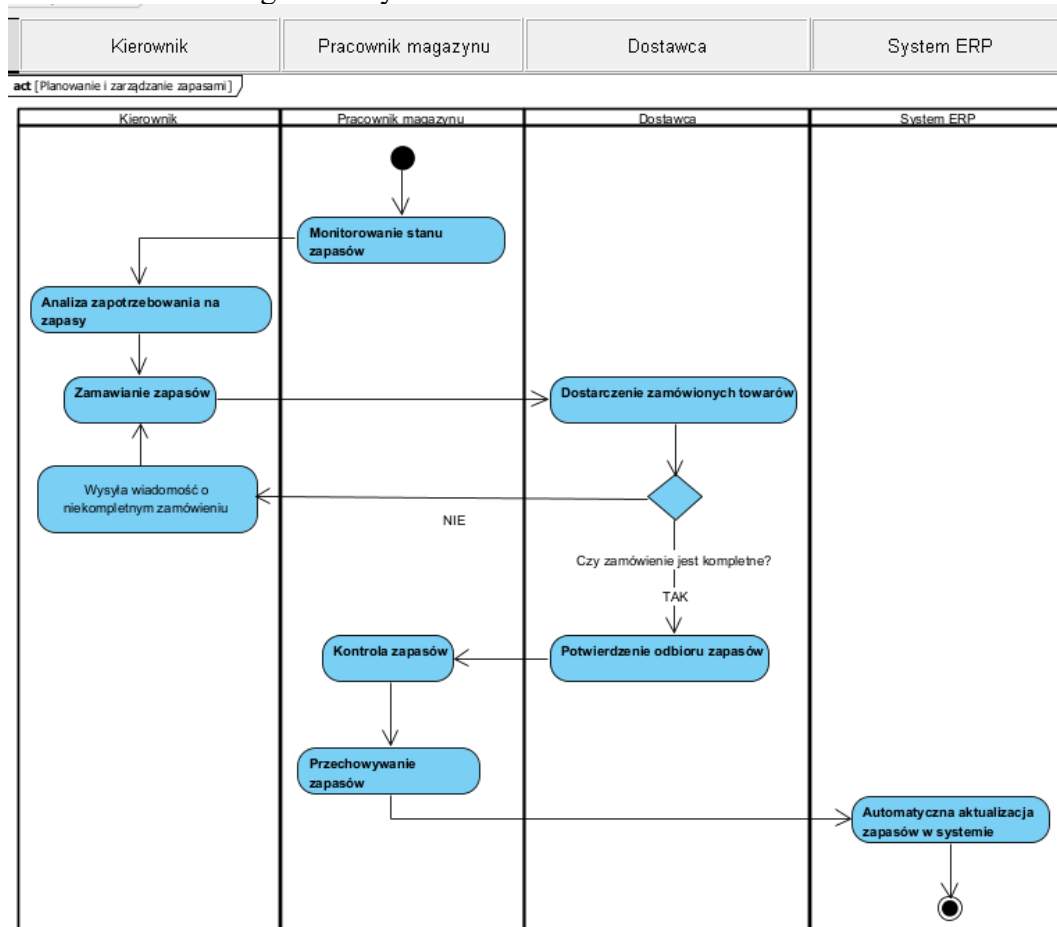 Kierownik
Pracownik magazynu
Dostawca
System ERP
act [Planowanie i zarządzanie zapasami]
Kierownik
Pracownik magazynu
Dostawca
System ERP
Monitorowanie stanu
zapasów
Analiza zapotrzebowania na
zapasy
Zamawianie zapasów
Dostarczenie zamówionych towarów
Wysyła wiadomość o
niekompletnym zamówieniu
NIE
Czy zamówienie jest kompletne?
TAK
Kontrola zapasów
Potwierdzenie odbioru zapasów
Przechowywanie
zapasów
Automatyczna aktualizacja
zapasów w systemie